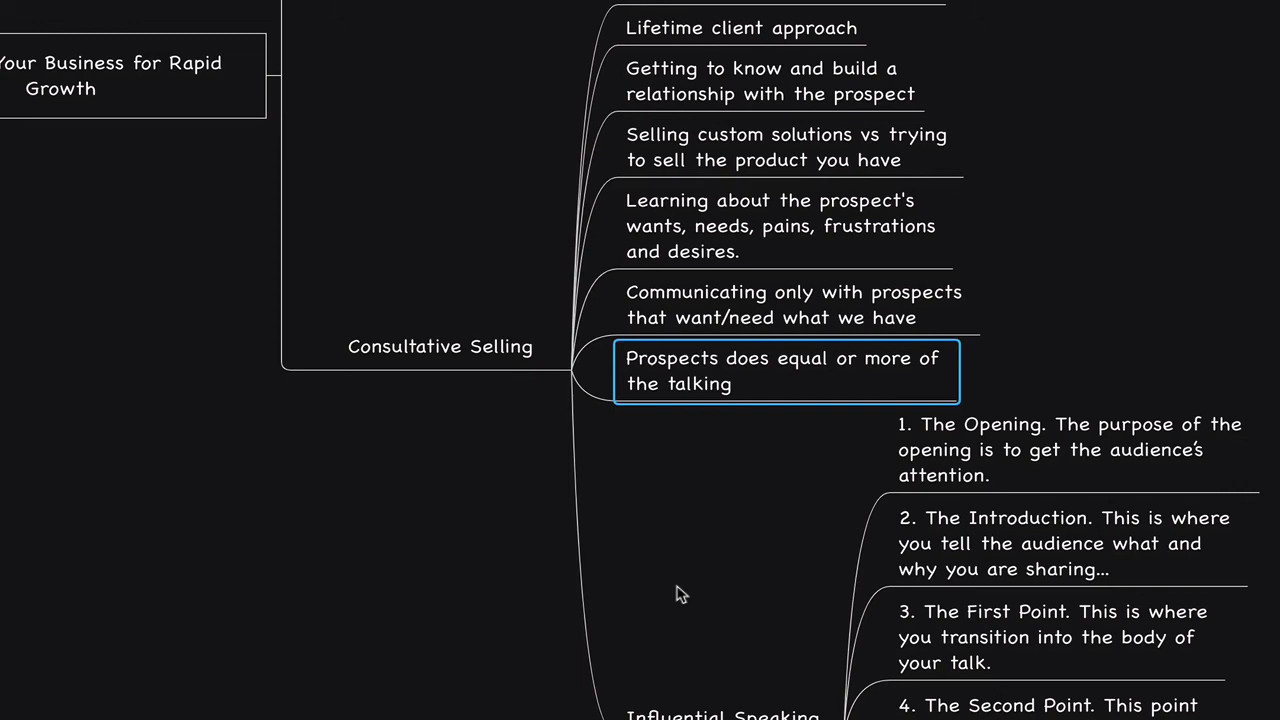 Your Business for Rapid
Growth
Lifetime client approach
Getting to know and build a
relationship with the prospect
Selling custom solutions vs trying
to sell the product you have
Learning about the prospect's
wants, needs, pains, frustrations
and desires.
Communicating only with prospects
that want/need what we have
Consultative Selling
Prospects does equal or more of
the talking
1. The Opening. The purpose of the
opening is to get the audience’s
attention.
2. The Introduction. This is where
you tell the audience what and
why you are sharing...
3. The First Point. This is where
you transition into the body of
your talk.
4. The Second Point. This point
Influential Speaking